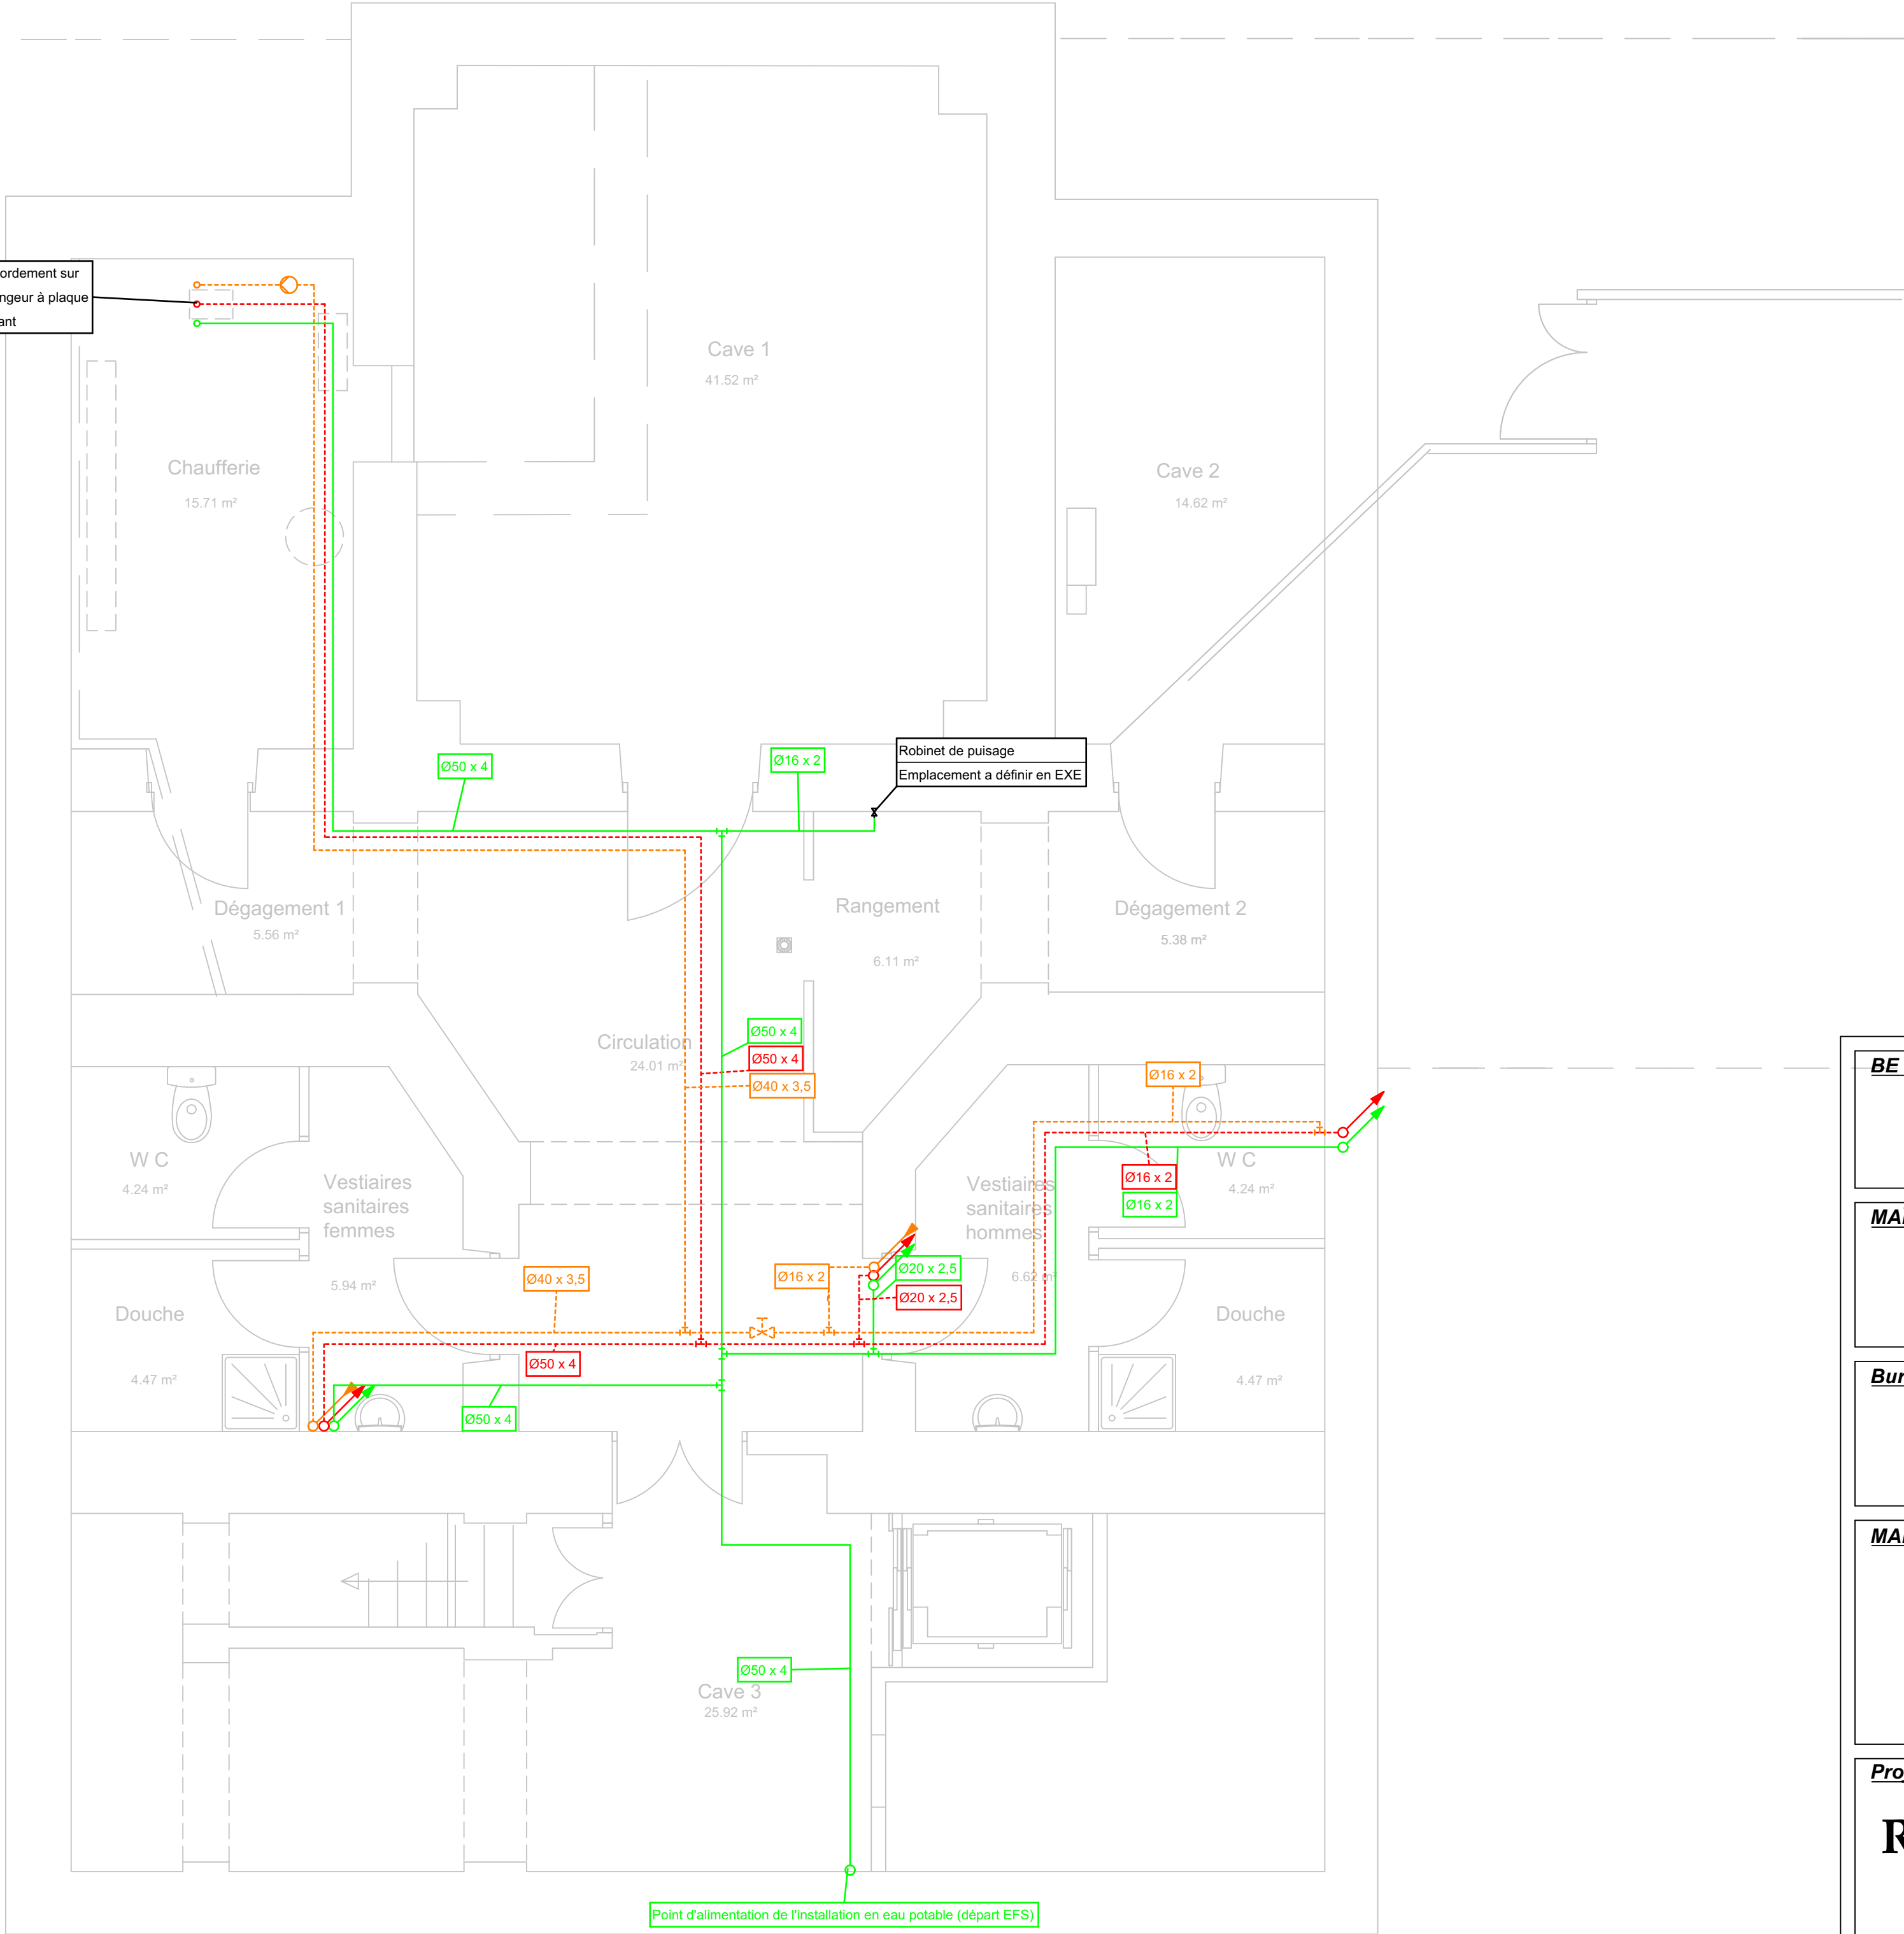 ordement sur
ngeur à plaque
ant
Cave 1
41.52 m²
Chaufferie
15.71 m²
Cave 2
14.62 m²
Robinet de puisage
Emplacement a définir en EXE
Ø50 x 4
Ø16 x 2
Dégagement 1
5.56 m²
Rangement
6.11 m²
Dégagement 2
5.38 m²
Circulation
24.01 m²
Ø50 x 4
Ø50 x 4
Ø40 x 3,5
Ø16 x 2
W C
4.24 m²
Vestiaires
sanitaires
femmes
5.94 m²
Vestiaires
sanitaires
hommes
6.62 m²
Ø16 x 2
Ø16 x 2
W C
4.24 m²
Ø40 x 3,5
Ø16 x 2
Ø20 x 2,5
Ø20 x 2,5
Douche
4.47 m²
Douche
4.47 m²
Ø50 x 4
Ø50 x 4
Ø50 x 4
Cave 3
25.92 m²
Point d'alimentation de l'installation en eau potable (départ EFS)
BE
MA
Bur
MA
Pro
R